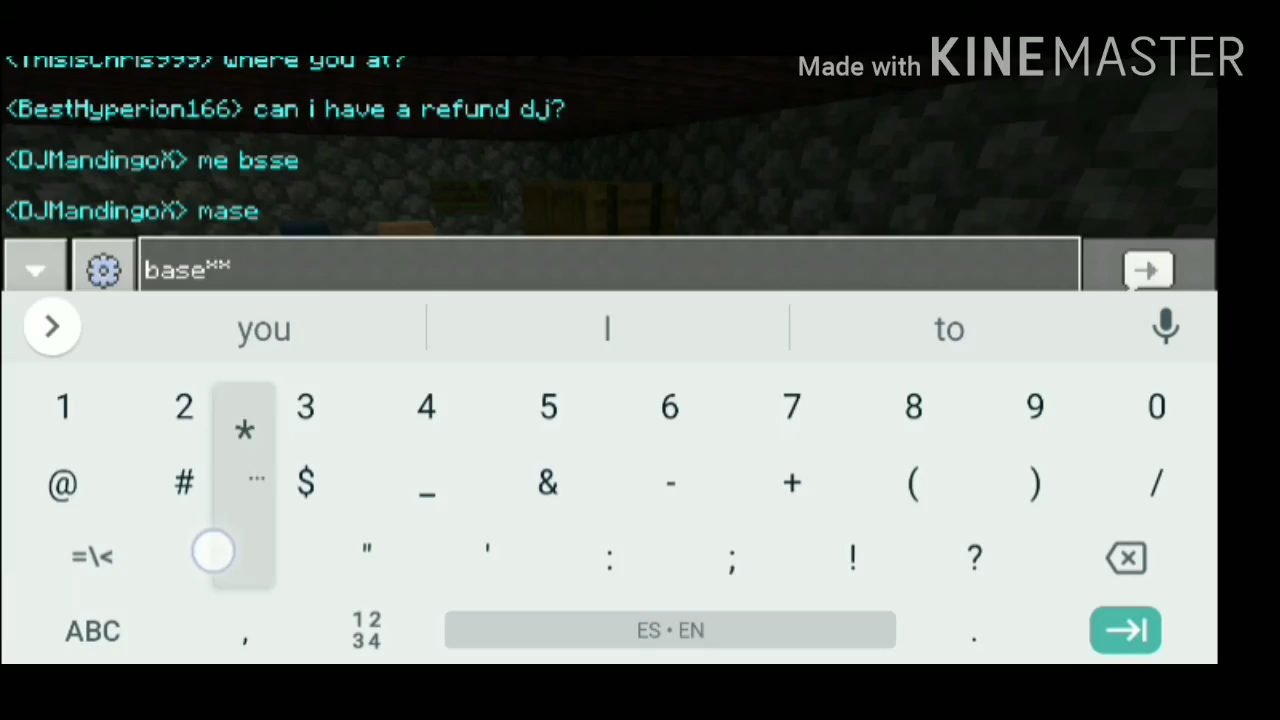 <ThisIsChris999> where you at?
Made with KINEMASTER
<BestHyperion166> can i have a refund dj?
<DJMandingoX> me bsse
<DJMandingoX> mase
base**
you I to
1 2 3 4 5 6 7 8 9 0
*
@ # ... $ _ & - + ( ) /
=\< " ' : ; ! ?
ABC , 12 34 ES • EN .